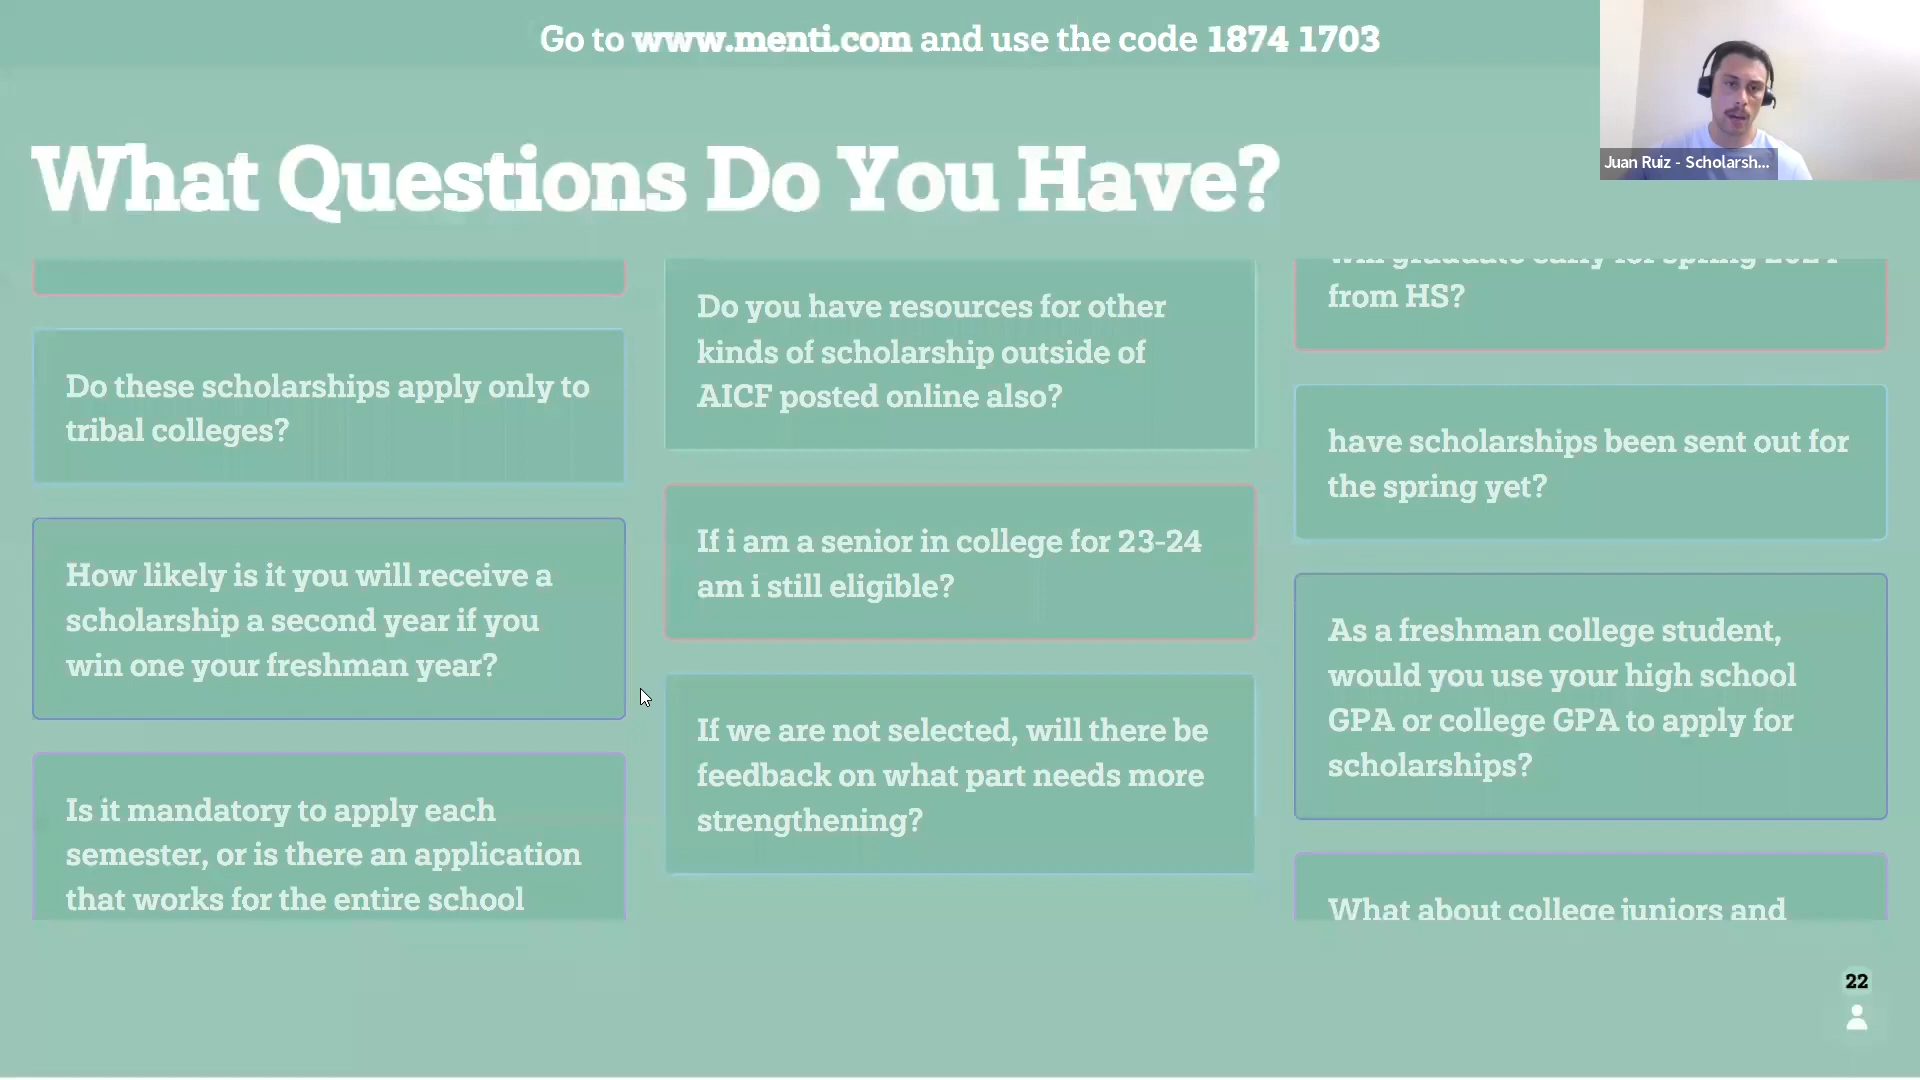 Go to www.menti.com and use the code 1874 1703
Juan Ruiz - Scholarsh...
What Questions Do You Have?
Do these scholarships apply only to
tribal colleges?
How likely is it you will receive a
scholarship a second year if you
win one your freshman year?
Is it mandatory to apply each
semester, or is there an application
that works for the entire school
Do you have resources for other
kinds of scholarship outside of
AICF posted online also?
If i am a senior in college for 23-24
am i still eligible?
If we are not selected, will there be
feedback on what part needs more
strengthening?
will graduate early for spring 2024
from HS?
have scholarships been sent out for
the spring yet?
As a freshman college student,
would you use your high school
GPA or college GPA to apply for
scholarships?
What about college juniors and
22